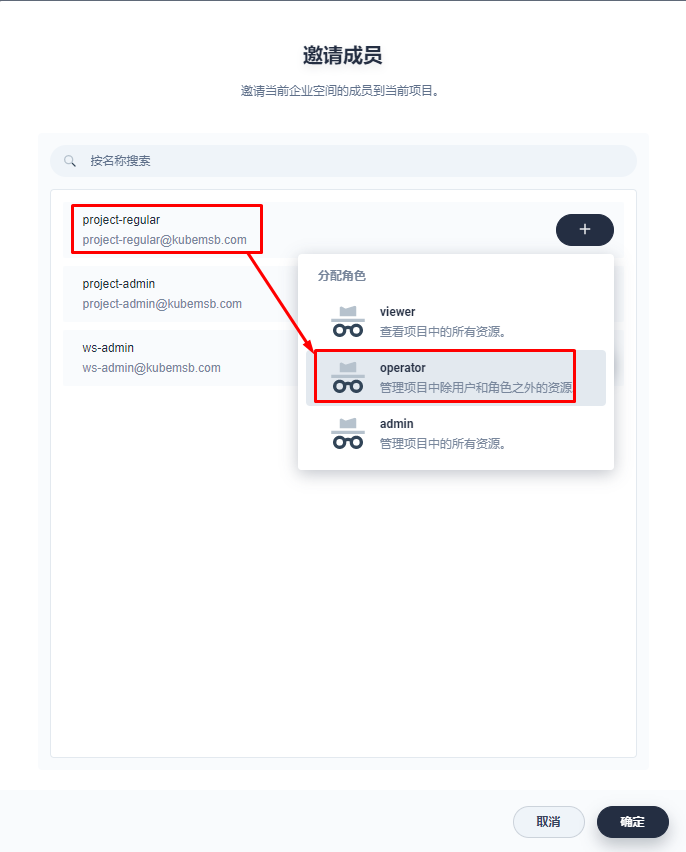 邀请成员
邀请当前企业空间的成员到当前项目。
按名称搜索
project-regular
project-regular@kubemsb.com
project-admin
project-admin@kubemsb.com
ws-admin
ws-admin@kubemsb.com
分配角色
viewer
查看项目中的所有资源。
operator
管理项目中除用户和角色之外的资源
admin
管理项目中的所有资源。
取消
确定